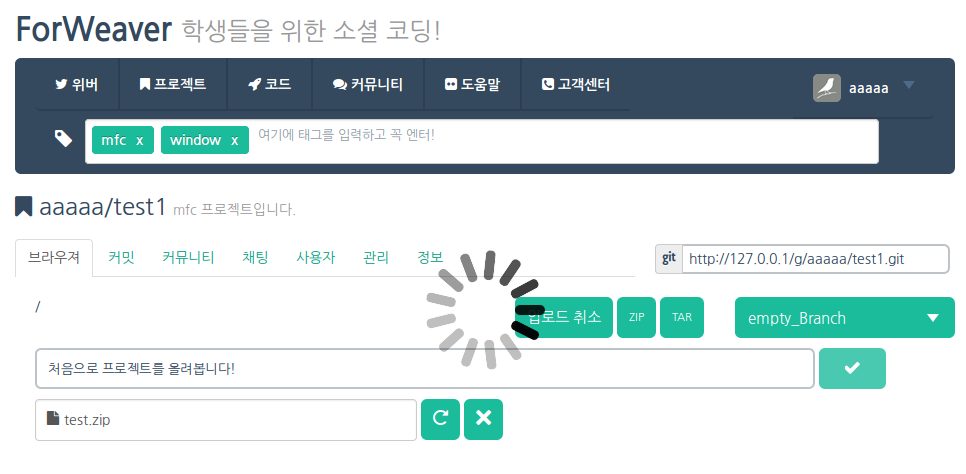 ForWeaver 학생들을 위한 소셜 코딩!
위버 프로젝트 코드 커뮤니티 도움말 고객센터 aaaaa
mfc x window x 여기에 태그를 입력하고 꼭 엔터!
aaaaa/test1 mfc 프로젝트입니다.
브라우져 커밋 커뮤니티 채팅 사용자 관리 정보 git http://127.0.0.1/g/aaaaa/test1.git
/ 업로드 취소 ZIP TAR empty_Branch
처음으로 프로젝트를 올려봅니다!
test.zip